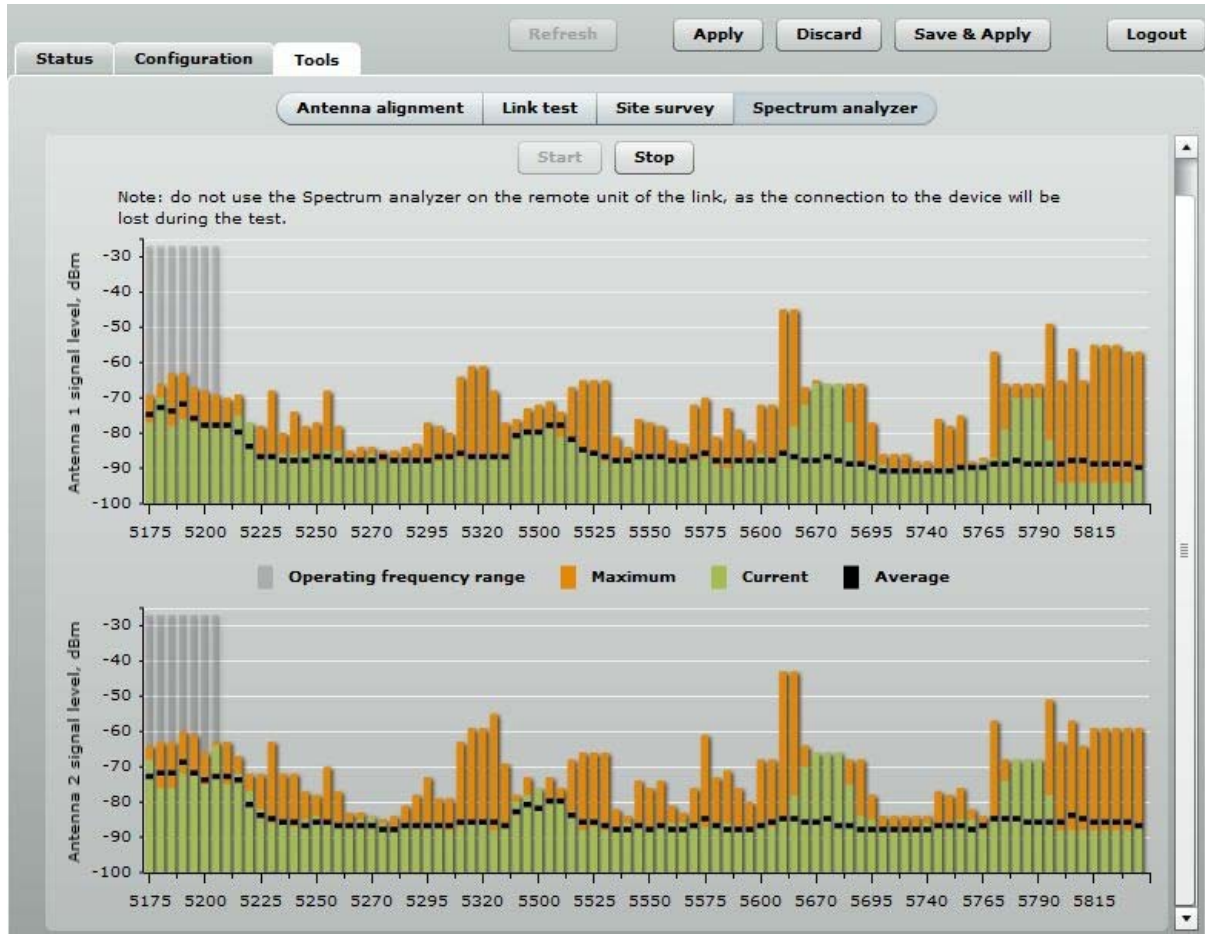 Refresh Apply Discard Save & Apply Logout
Status Configuration Tools
Antenna alignment Link test Site survey Spectrum analyzer
Start Stop
Note: do not use the Spectrum analyzer on the remote unit of the link, as the connection to the device will be
lost during the test.
Antenna 1 signal level, dBm
-30
-40
-50
-60
-70
-80
-90
-100
5175 5200 5225 5270 5295 5320 5500 5525 5550 5575 5600 5670 5695 5740 5765 5790 5815
Operating frequency range Maximum Current Average
Antenna 2 signal level, dBm
-30
-40
-50
-60
-70
-80
-90
-100
5175 5200 5225 5270 5295 5320 5500 5525 5550 5575 5600 5670 5695 5740 5765 5790 5815